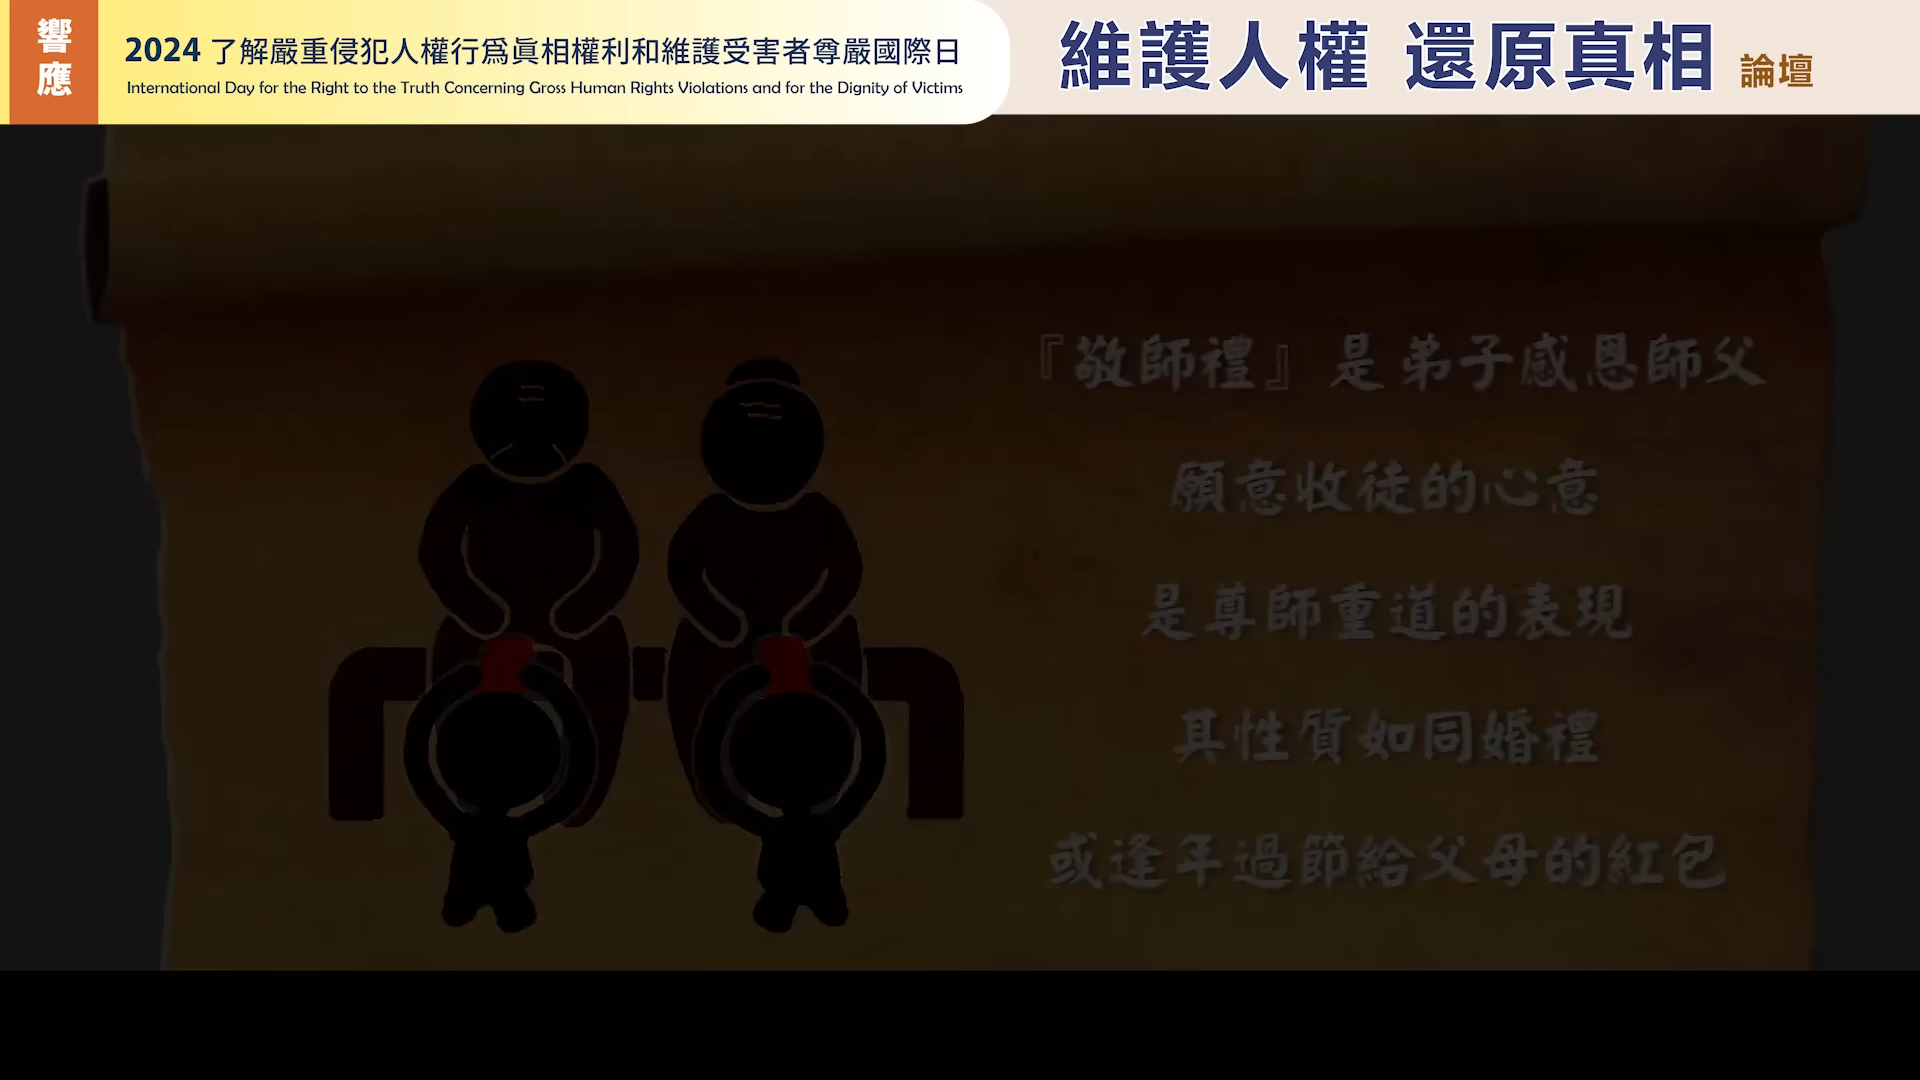 響應
2024 了解嚴重侵犯人權行為真相權利和維護受害者尊嚴國際日
International Day for the Right to the Truth Concerning Gross Human Rights Violations and for the Dignity of Victims
維護人權 還原真相 論壇
『敬師禮』是弟子感恩師父
願意收徒的心意
是尊師重道的表現
其性質如同婚禮
或逢年過節給父母的紅包